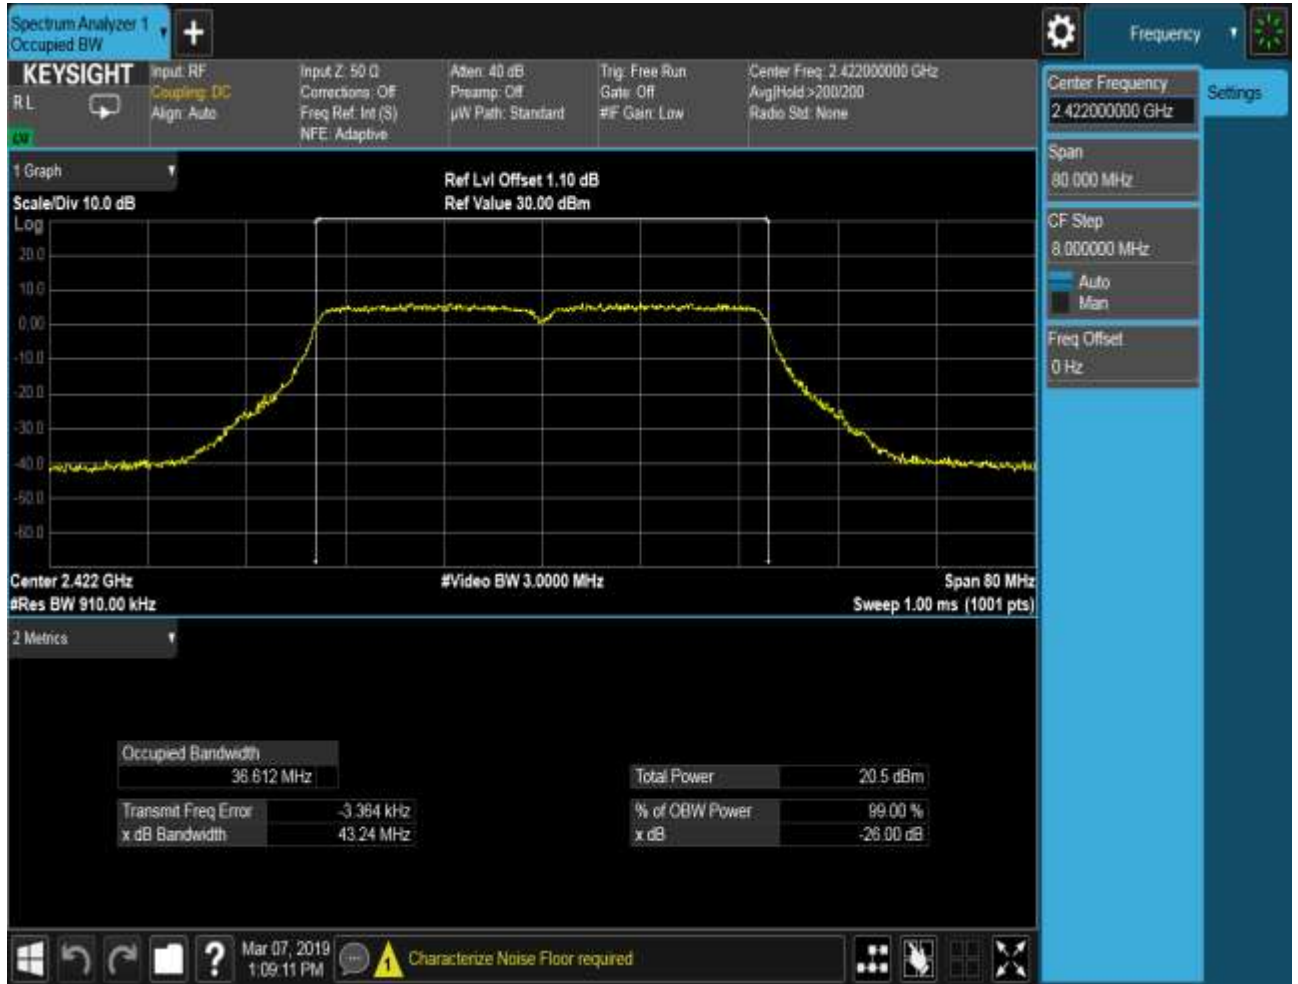 Spectrum Analyzer 1
Occupied BW
Frequency
KEYSIGHT
R L
Input: RF
Coupling: DC
Align: Auto
Input Z: 50 Ω
Corrections: Off
Freq Ref: Int (S)
NFE: Adaptive
Atten: 40 dB
Preamp: Off
µW Path: Standard
Trig: Free Run
Gate: Off
#IF Gain: Low
Center Freq: 2.422000000 GHz
Avg|Hold:>200/200
Radio Std: None
Center Frequency
2.422000000 GHz
Settings
Span
80.000 MHz
CF Step
8.000000 MHz
Auto
Man
Freq Offset
0 Hz
1 Graph
Scale/Div 10.0 dB
Ref Lvl Offset 1.10 dB
Ref Value 30.00 dBm
Log
20.0
10.0
0.00
-10.0
-20.0
-30.0
-40.0
-50.0
-60.0
Center 2.422 GHz
#Video BW 3.0000 MHz
Span 80 MHz
#Res BW 910.00 kHz
Sweep 1.00 ms (1001 pts)
2 Metrics
Occupied Bandwidth
36.612 MHz
Transmit Freq Error -3.364 kHz
x dB Bandwidth 43.24 MHz
Total Power 20.5 dBm
% of OBW Power 99.00 %
x dB -26.00 dB
?
Mar 07, 2019
1:09:11 PM
1
Characterize Noise Floor required